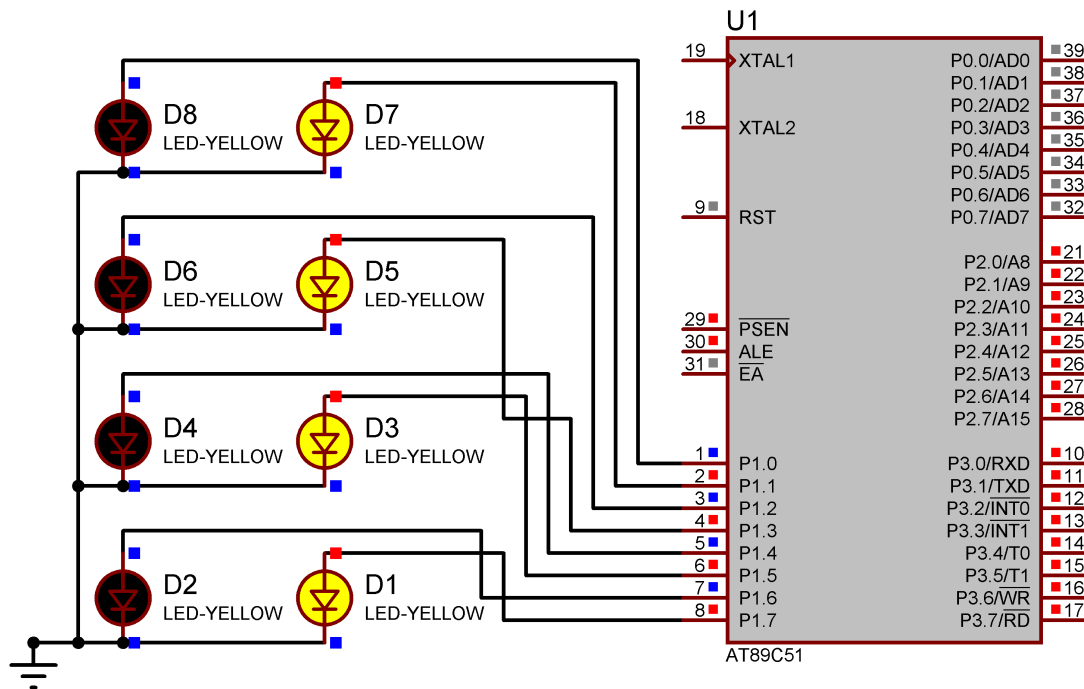 U1
D8
LED-YELLOW
D7
LED-YELLOW
D6
LED-YELLOW
D5
LED-YELLOW
D4
LED-YELLOW
D3
LED-YELLOW
D2
LED-YELLOW
D1
LED-YELLOW
19 XTAL1
18 XTAL2
9 RST
29 PSEN
30 ALE
31 EA
1 P1.0
2 P1.1
3 P1.2
4 P1.3
5 P1.4
6 P1.5
7 P1.6
8 P1.7
P0.0/AD0 39
P0.1/AD1 38
P0.2/AD2 37
P0.3/AD3 36
P0.4/AD4 35
P0.5/AD5 34
P0.6/AD6 33
P0.7/AD7 32
P2.0/A8 21
P2.1/A9 22
P2.2/A10 23
P2.3/A11 24
P2.4/A12 25
P2.5/A13 26
P2.6/A14 27
P2.7/A15 28
P3.0/RXD 10
P3.1/TXD 11
P3.2/INT0 12
P3.3/INT1 13
P3.4/T0 14
P3.5/T1 15
P3.6/WR 16
P3.7/RD 17
AT89C51